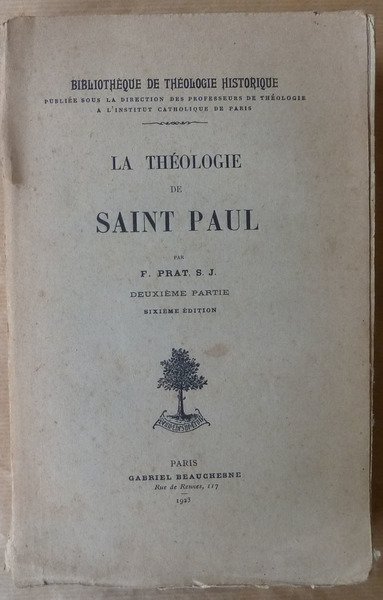 BIBLIOTHÈQUE DE THÉOLOGIE HISTORIQUE
PUBLIÉE SOUS LA DIRECTION DES PROFESSEURS DE THÉOLOGIE
A L'INSTITUT CATHOLIQUE DE PARIS
LA THÉOLOGIE
DE
SAINT PAUL
PAR
F. PRAT, S. J.
DEUXIÈME PARTIE
SIXIÈME ÉDITION
PARIS
GABRIEL BEAUCHESNE
Rue de Rennes, 117
1923